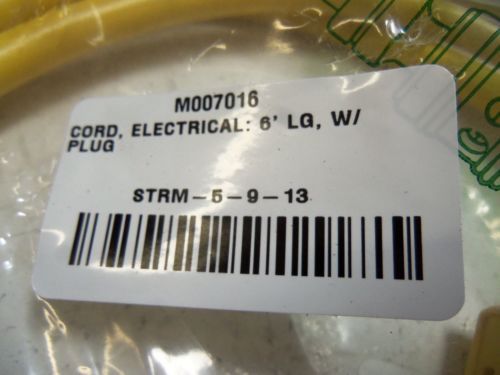 M007016
CORD, ELECTRICAL: 6' LG, W/
PLUG
STRM-5-9-13